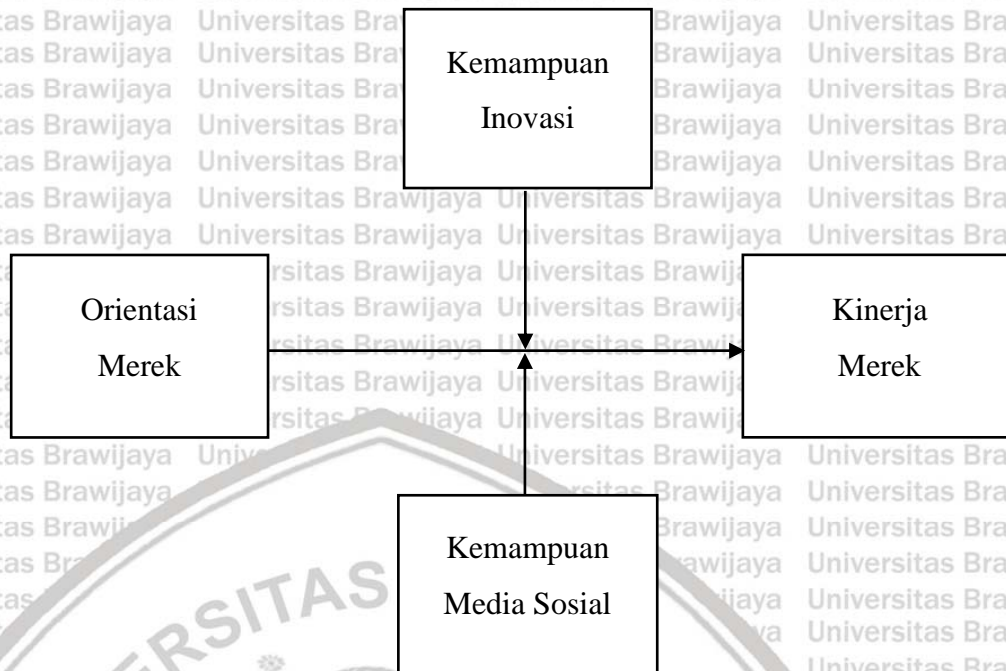 Kemampuan
Inovasi
Orientasi
Merek
Kinerja
Merek
Kemampuan
Media Sosial